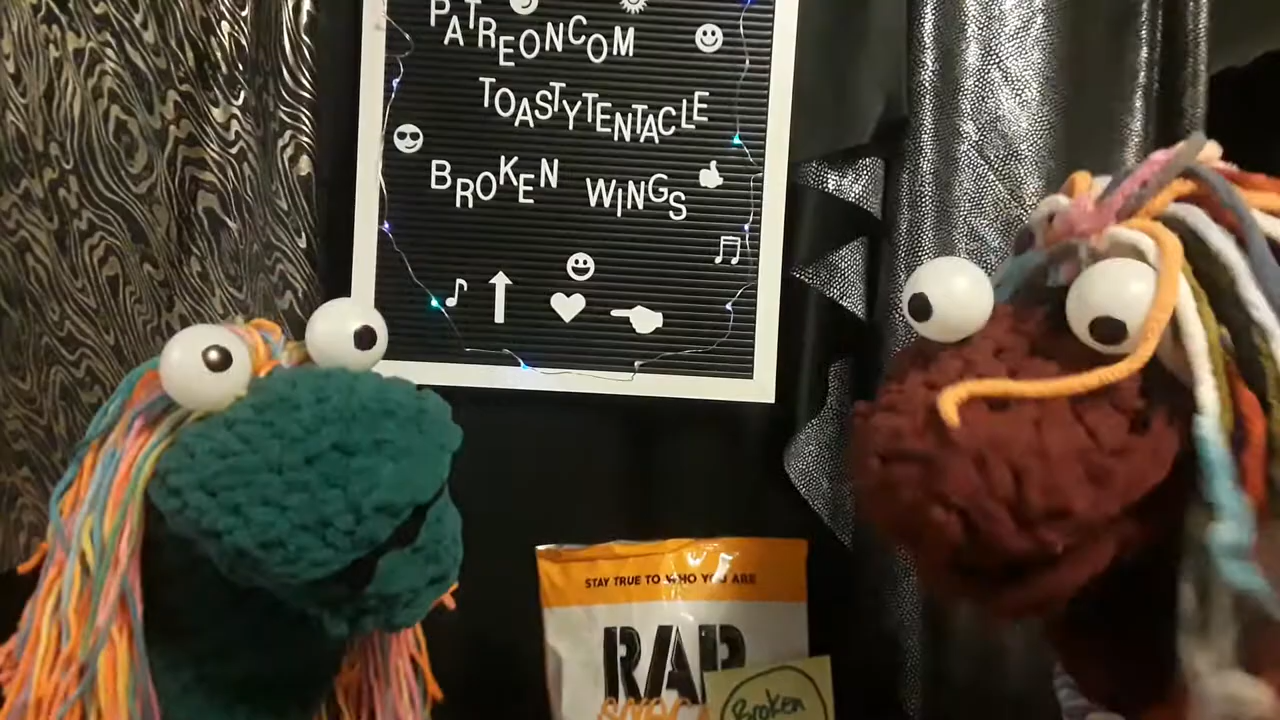 PATREONCOM
TOASTYTENTACLE
BROKEN WINGS
STAY TRUE TO WHO YOU ARE
RAP
Broken